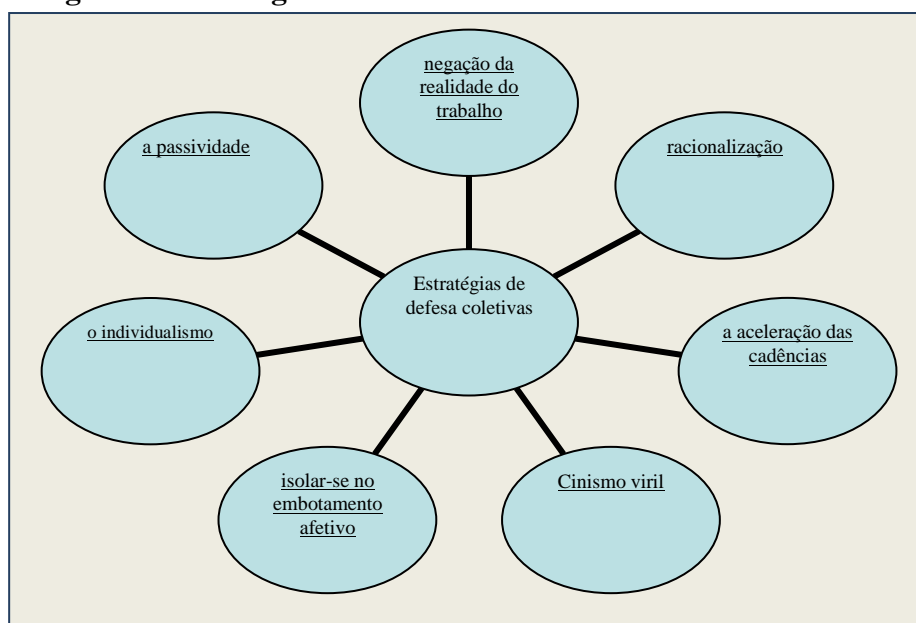 negação da
realidade do
trabalho
a passividade
racionalização
Estratégias de
defesa coletivas
o individualismo
a aceleração das
cadências
isolar-se no
embotamento
afetivo
Cinismo viril